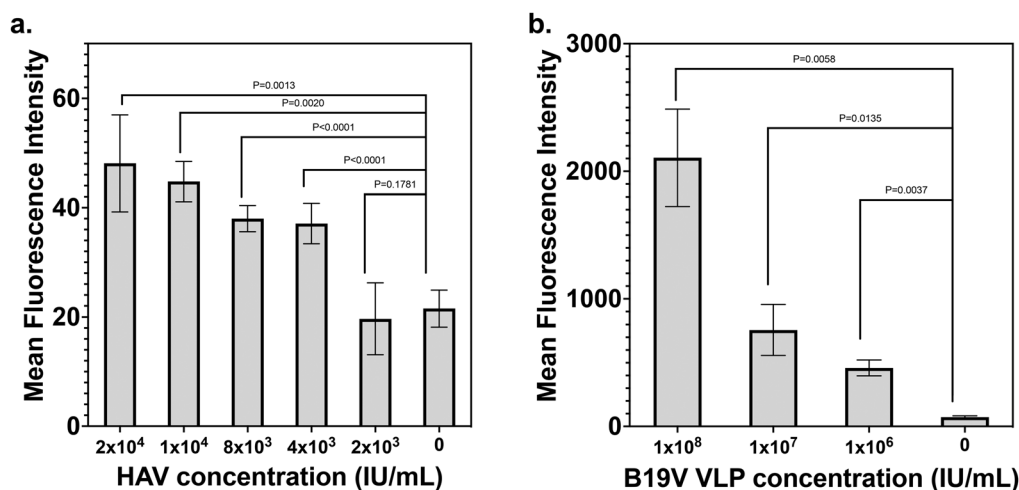 a.
Mean Fluorescence Intensity
60
40
20
0
P=0.0013
P=0.0020
P<0.0001
P<0.0001
P=0.1781
2x10⁴ 1x10⁴ 8x10³ 4x10³ 2x10³ 0
HAV concentration (IU/mL)
b.
Mean Fluorescence Intensity
3000
2000
1000
0
P=0.0058
P=0.0135
P=0.0037
1x10⁸ 1x10⁷ 1x10⁶ 0
B19V VLP concentration (IU/mL)